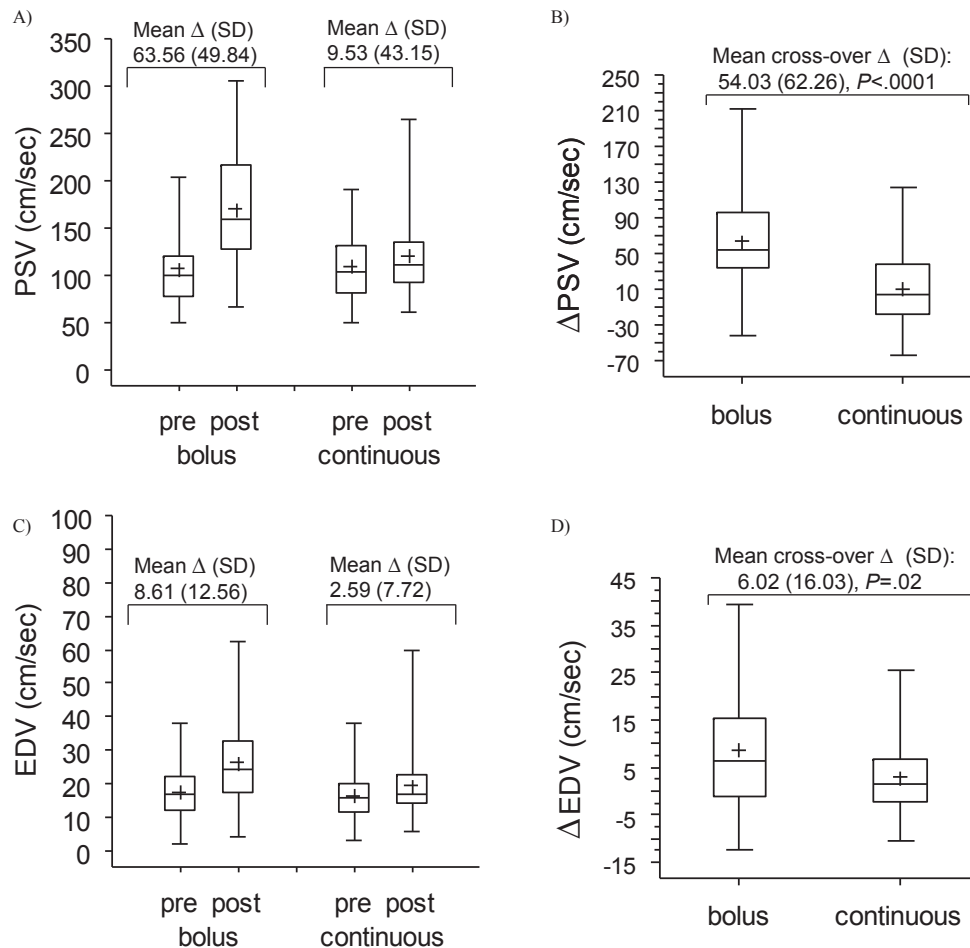 A)
Mean Δ (SD)
63.56 (49.84)
Mean Δ (SD)
9.53 (43.15)
PSV (cm/sec)
350
300
250
200
150
100
50
0
pre post
bolus
pre post
continuous
B)
Mean cross-over Δ (SD):
54.03 (62.26), P<.0001
ΔPSV (cm/sec)
250
210
170
130
90
50
10
-30
-70
bolus
continuous
C)
Mean Δ (SD)
8.61 (12.56)
Mean Δ (SD)
2.59 (7.72)
EDV (cm/sec)
100
90
80
70
60
50
40
30
20
10
0
pre post
bolus
pre post
continuous
D)
Mean cross-over Δ (SD):
6.02 (16.03), P=.02
ΔEDV (cm/sec)
45
35
25
15
5
-5
-15
bolus
continuous